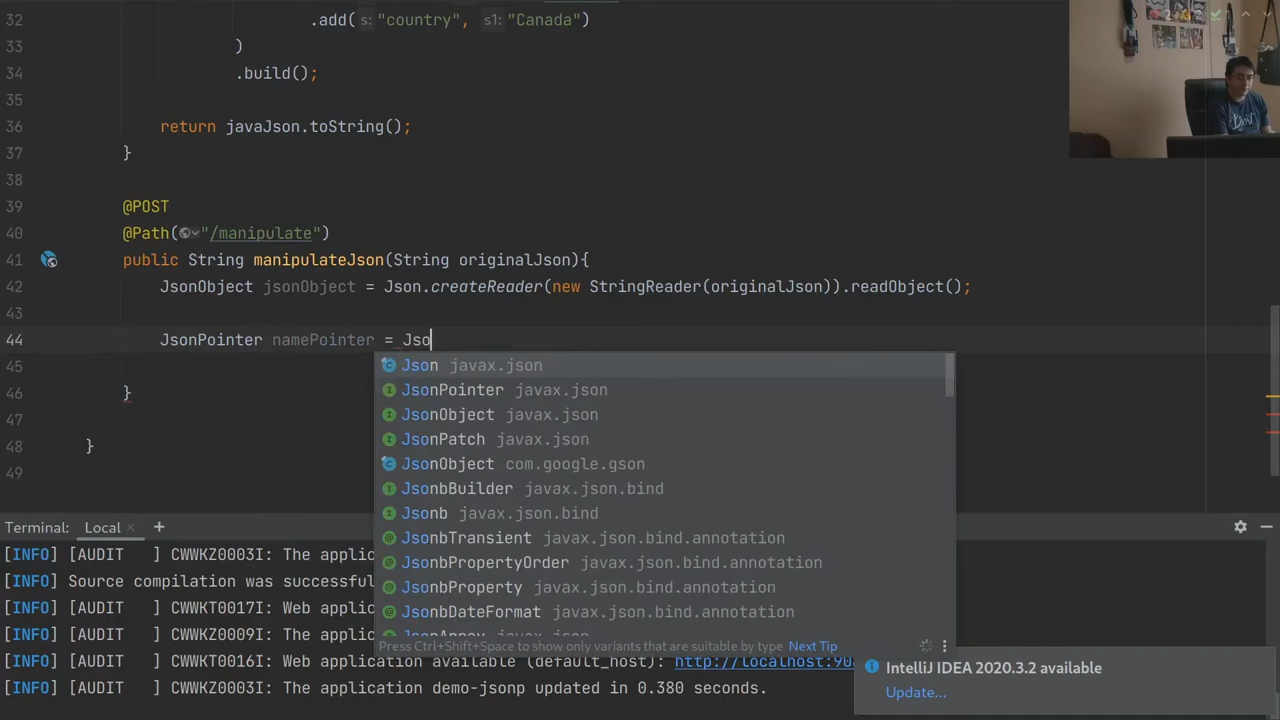 32 .add( s: "country", s1: "Canada")
33 )
34 .build();
35
36 return javaJson.toString();
37 }
38
39 @POST
40 @Path("/manipulate")
41 public String manipulateJson(String originalJson){
42 JsonObject jsonObject = Json.createReader(new StringReader(originalJson)).readObject();
43
44 JsonPointer namePointer = Jso
45
46 }
47
48 }
49
Json javax.json
JsonPointer javax.json
JsonObject javax.json
JsonPatch javax.json
JsonObject com.google.gson
JsonbBuilder javax.json.bind
Jsonb javax.json.bind
JsonbTransient javax.json.bind.annotation
JsonbPropertyOrder javax.json.bind.annotation
JsonbProperty javax.json.bind.annotation
JsonbDateFormat javax.json.bind.annotation
JsonArray javax.json
Press Ctrl+Shift+Space to show only variants that are suitable by type Next Tip
Terminal: Local × +
[INFO] [AUDIT ] CWWKZ0003I: The applic
[INFO] Source compilation was successful
[INFO] [AUDIT ] CWWKT0017I: Web applic
[INFO] [AUDIT ] CWWKZ0009I: The applic
[INFO] [AUDIT ] CWWKT0016I: Web application available (default_host): http://localhost:90
[INFO] [AUDIT ] CWWKZ0003I: The application demo-jsonp updated in 0.380 seconds.
IntelliJ IDEA 2020.3.2 available
Update...